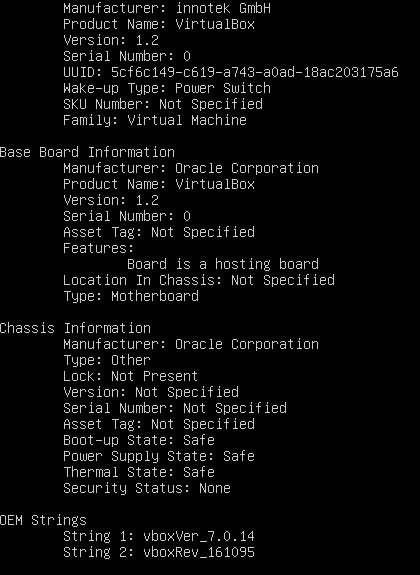 Manufacturer: innotek GmbH
Product Name: VirtualBox
Version: 1.2
Serial Number: 0
UUID: 5cf6c149-c619-a743-a0ad-18ac203175a6
Wake-up Type: Power Switch
SKU Number: Not Specified
Family: Virtual Machine
Base Board Information
Manufacturer: Oracle Corporation
Product Name: VirtualBox
Version: 1.2
Serial Number: 0
Asset Tag: Not Specified
Features:
Board is a hosting board
Location In Chassis: Not Specified
Type: Motherboard
Chassis Information
Manufacturer: Oracle Corporation
Type: Other
Lock: Not Present
Version: Not Specified
Serial Number: Not Specified
Asset Tag: Not Specified
Boot-up State: Safe
Power Supply State: Safe
Thermal State: Safe
Security Status: None
OEM Strings
String 1: vboxVer_7.0.14
String 2: vboxRev_161095